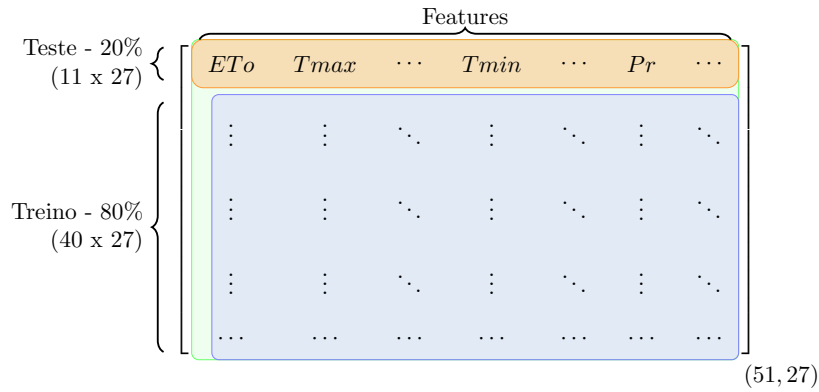 Features
Teste - 20%
(11 x 27)
ETo Tmax ⋯ Tmin ⋯ Pr ⋯
⋮ ⋮ ⋱ ⋮ ⋱ ⋮ ⋱
Treino - 80%
(40 x 27)
⋮ ⋮ ⋱ ⋮ ⋱ ⋮ ⋱
⋮ ⋮ ⋱ ⋮ ⋱ ⋮ ⋱
⋯ ⋯ ⋯ ⋯ ⋯ ⋯ ⋯
(51, 27)